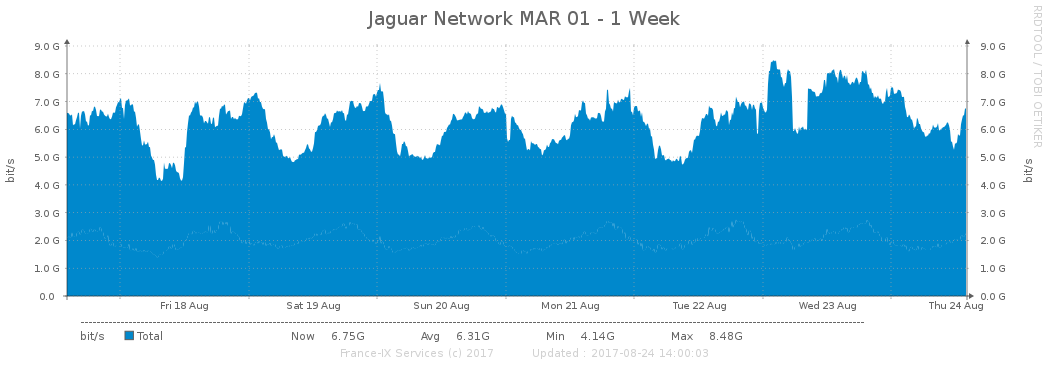 Jaguar Network MAR 01 - 1 Week
RRDTOOL / TOBI OETIKER
9.0 G 9.0 G
8.0 G 8.0 G
7.0 G 7.0 G
6.0 G 6.0 G
5.0 G 5.0 G
4.0 G 4.0 G
3.0 G 3.0 G
2.0 G 2.0 G
1.0 G 1.0 G
0.0 0.0 G
bit/s
bit/s
Fri 18 Aug Sat 19 Aug Sun 20 Aug Mon 21 Aug Tue 22 Aug Wed 23 Aug Thu 24 Aug
bit/s Total Now 6.75G Avg 6.31G Min 4.14G Max 8.48G
France-IX Services (c) 2017 Updated : 2017-08-24 14:00:03